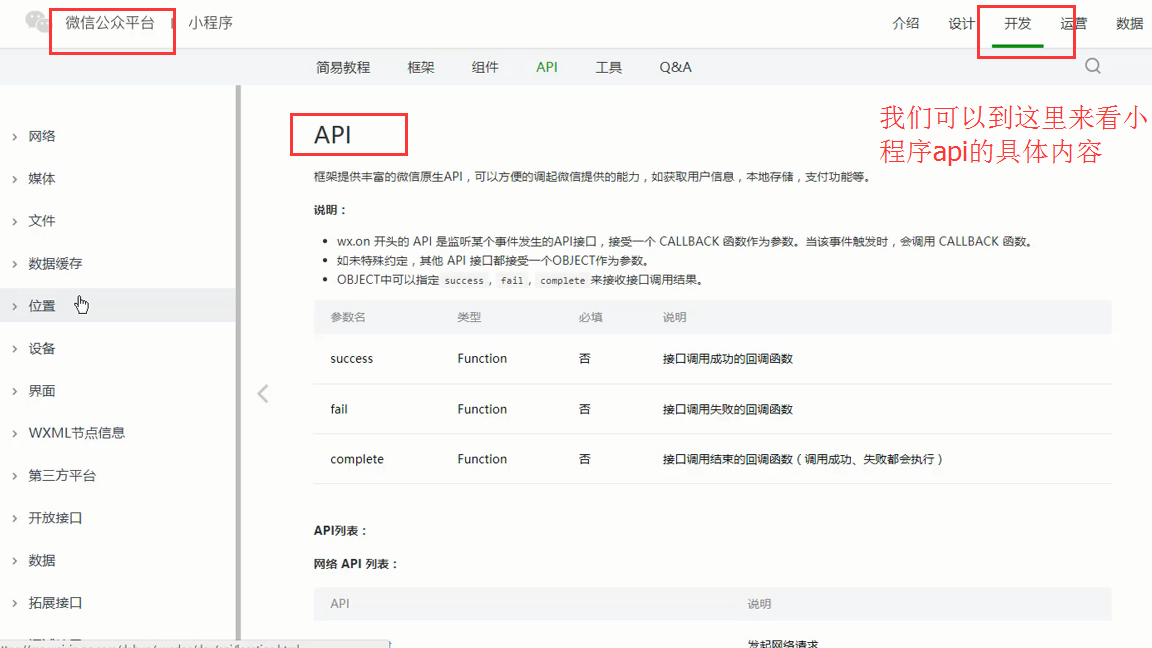 微信公众平台 | 小程序
介绍 设计 开发 运营 数据
简易教程 框架 组件 API 工具 Q&A
我们可以到这里来看小
程序api的具体内容
网络
媒体
文件
数据缓存
位置
设备
界面
WXML节点信息
第三方平台
开放接口
数据
拓展接口
API
框架提供丰富的微信原生API，可以方便的调起微信提供的能力，如获取用户信息，本地存储，支付功能等。
说明：
wx.on 开头的 API 是监听某个事件发生的API接口，接受一个 CALLBACK 函数作为参数。当该事件触发时，会调用 CALLBACK 函数。
如未特殊约定，其他 API 接口都接受一个OBJECT作为参数。
OBJECT中可以指定 success，fail，complete 来接收接口调用结果。
参数名 类型 必填 说明
success Function 否 接口调用成功的回调函数
fail Function 否 接口调用失败的回调函数
complete Function 否 接口调用结束的回调函数（调用成功、失败都会执行）
API列表：
网络 API 列表：
API 说明
发起网络请求